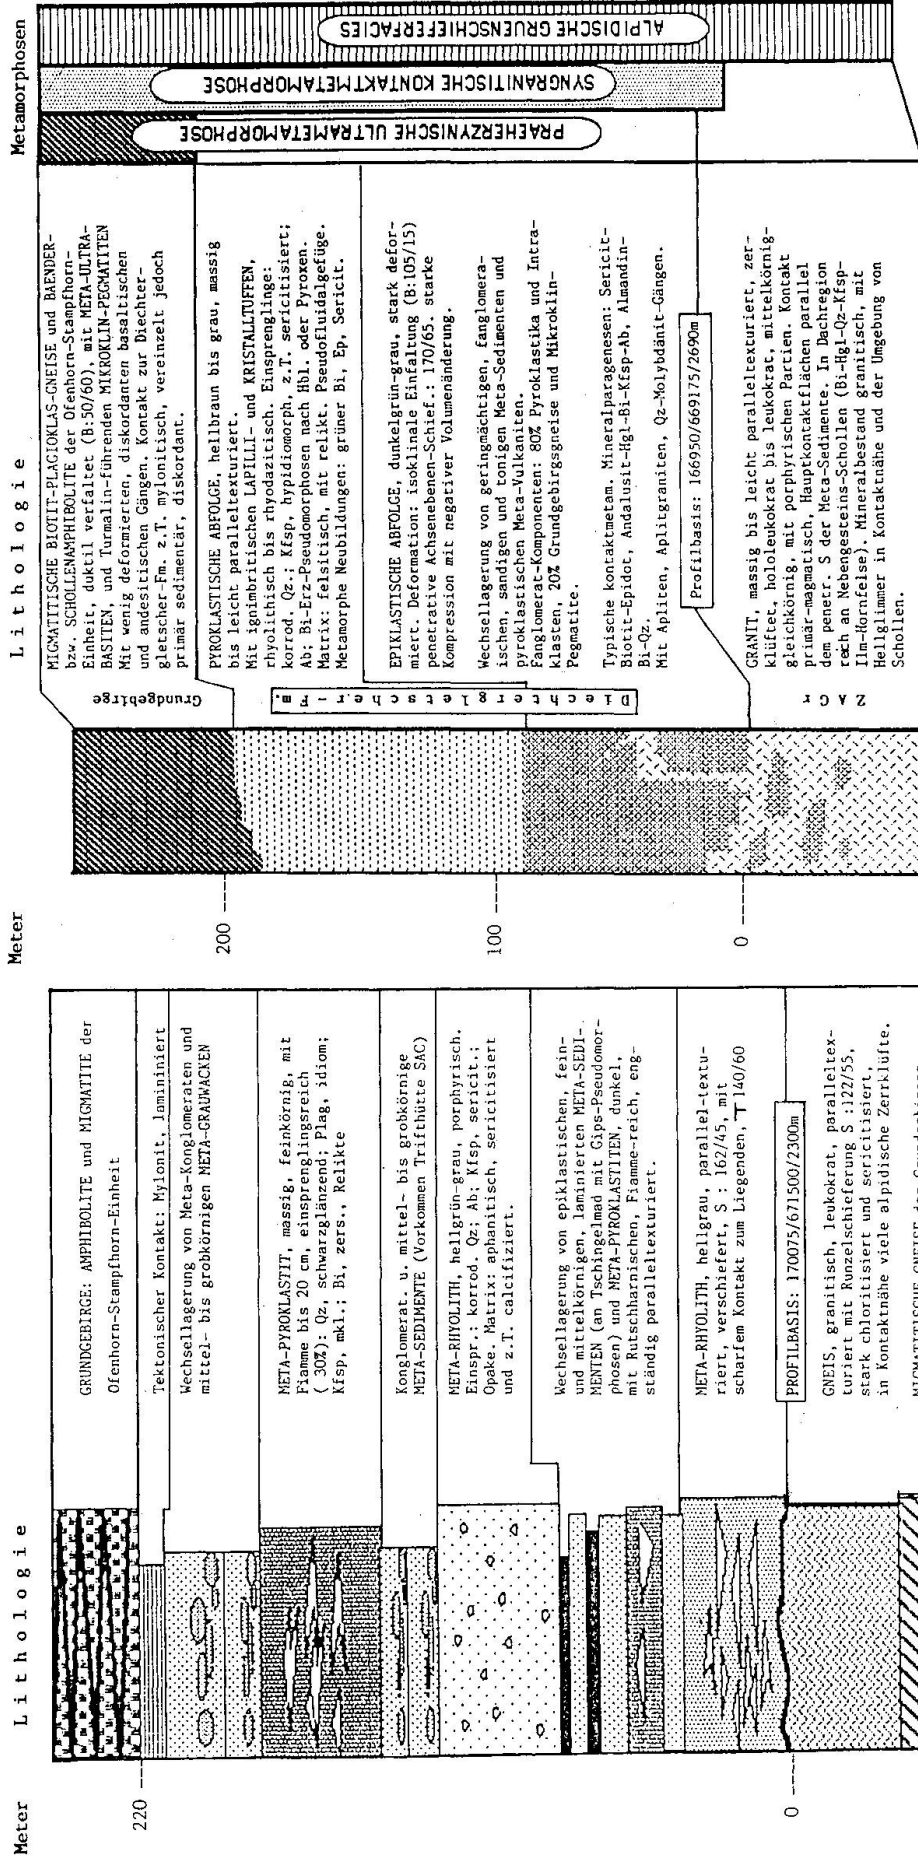 Meter
L i t h o l o g i e
220
0
GRUNDGEBIRGE: AMPHIBOLITE und MIGMATITE der
Ofenhorn-Stampfhorn-Einheit
Tektonischer Kontakt: Mylonit, lamininiert
Wechsellagerung von Meta-Konglomeraten und
mittel- bis grobkörnigen META-GRAUWACKEN
META-PYROKLASTIT, massig, feinkörnig, mit
Fiamme bis 20 cm, einsprenglingsreich
( 30%): Qz, schwarzglänzend; Plag, idiom;
Kfsp, mkl.; Bi, zers., Relikte
Konglomerat. u. mittel- bis grobkörnige
META-SEDIMENTE (Vorkommen Trifthütte SAC)
META-RHYOLITH, hellgrün-grau, porphyrisch.
Einspr.: korrod. Qz; Ab; Kfsp, sericit.;
Opake. Matrix: aphanitisch, sericitisiert
und z.T. calcifiziert.
Wechsellagerung von epiklastischen, fein-
und mittelkörnigen, laminierten META-SEDI-
MENTEN (an Tschingelmad mit Gips-Pseudomor-
phosen) und META-PYROKLASTITEN, dunkel,
mit Rutschharnischen, Fiamme-reich, eng-
ständig paralleltexturiert.
META-RHYOLITH, hellgrau, parallel-textu-
riert, verschiefert, S : 162/45, mit
scharfem Kontakt zum Liegenden, 140/60
PROFILBASIS: 170075/671500/2300m
GNEIS, granitisch, leukokrat, paralleltex-
turiert mit Runzelschieferung S :122/55,
stark chloritisiert und sericitisiert,
in Kontaktnähe viele alpidische Zerrklüfte.
MIGMATITISCHE GNEISE des Grundgebirges
Meter
L i t h o l o g i e
Metamorphosen
200
100
0
Grundgebirge
D i e c h t e r g l e t s c h e r - F m.
Z A G r
MIGMATITISCHE BIOTIT-PLAGIOKLAS-GNEISE und BAENDER-
bzw. SCHOLLENAMPHIBOLITE der Ofenhorn-Stampfhorn-
Einheit, duktil verfaltet (B:50/60), mit META-ULTRA-
BASITEN und Turmalin-führenden MIKROKLIN-PEGMATITEN
Mit wenig deformierten, diskordanten basaltischen
und andesitischen Gängen. Kontakt zur Diechter-
gletscher-Fm. z.T. mylonitisch, vereinzelt jedoch
primär sedimentär, diskordant.
PYROKLASTISCHE ABFOLGE, hellbraun bis grau, massig
bis leicht paralleltexturiert.
Mit ignimbritischen LAPILLI- und KRISTALLTUFFEN,
rhyolithisch bis rhyodazitisch. Einsprenglinge:
korrod. Qz.; Kfsp, hypidiomorph, z.T. sericitisiert;
Ab; Bi-Erz-Pseudomorphosen nach Hbl. oder Pyroxen.
Matrix: felsitisch, mit relikt. Pseudofluidalgefüge.
Metamorphe Neubildungen: grüner Bi, Ep, Sericit.
EPIKLASTISCHE ABFOLGE, dunkelgrün-grau, stark defor-
miert. Deformation: isoklinale Einfaltung (B:105/15)
penetrative Achsenebenen-Schief.: 170/65. starke
Kompression mit negativer Volumenänderung.
Wechsellagerung von geringmächtigen, fanglomera-
ischen, sandigen und tonigen Meta-Sedimenten und
pyroklastischen Meta-Vulkaniten.
Fanglomerat-Komponenten: 80% Pyroklastika und Intra-
klasten, 20% Grundgebirgsgneise und Mikroklin-
Pegmatite.
Typische kontaktmetam. Mineralparagenesen: Sericit-
Biotit-Epidot, Andalusit-Hgl-Bi-Kfsp-Ab, Almandin-
Bi-Qz.
Mit Apliten, Aplitgraniten, Qz-Molybdänit-Gängen.
Profilbasis: 166950/669175/2690m
GRANIT, massig bis leicht paralleltexturiert, zer-
klüftet, hololeukokrat bis leukokrat, mittelkörnig-
gleichkörnig, mit porphyrischen Partien. Kontakt
primär-magmatisch, Hauptkontaktflächen parallel
dem penetr. S der Meta-Sedimente. In Dachregion
reich an Nebengesteins-Schollen (Bi-Hgl-Qz-Kfsp-
Ilm-Hornfelse). Mineralbestand granitisch, mit
Hellglimmer in Kontaktnähe und der Umgebung von
Schollen.
PRAEHERZYNISCHE ULTRAMETAMORPHOSE
SYNGRANITISCHE KONTAKTMETAMORPHOSE
ALPIDISCHE GRUENSCHIEFERFACIES